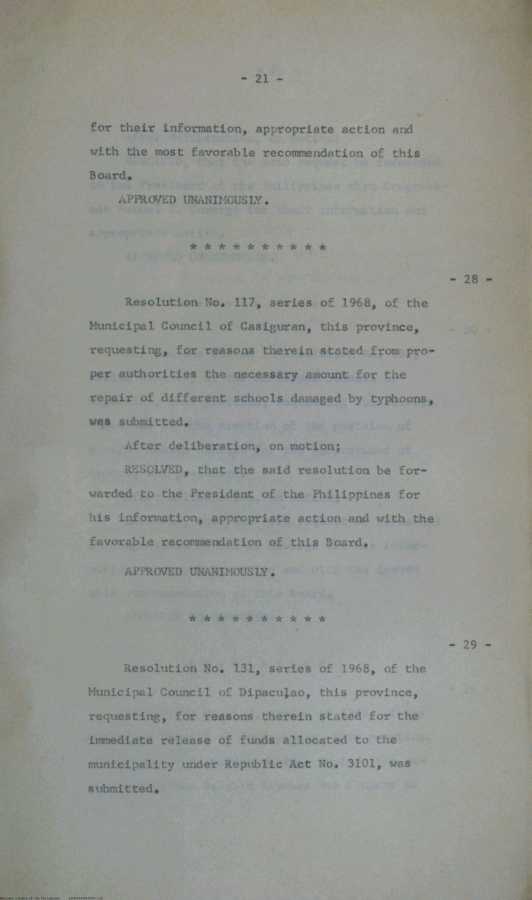 - 21 -
for their information, appropriate action and
with the most favorable recommendation of this
Board.
APPROVED UNANIMOUSLY.
* * * * * * * * * *
- 28 -
Resolution No. 117, series of 1968, of the
Municipal Council of Casiguran, this province,
requesting, for reasons therein stated from pro-
per authorities the necessary amount for the
repair of different schools damaged by typhoons,
was submitted.
After deliberation, on motion;
RESOLVED, that the said resolution be for-
warded to the President of the Philippines for
his information, appropriate action and with the
favorable recommendation of this Board.
APPROVED UNANIMOUSLY.
* * * * * * * * * *
- 29 -
Resolution No. 131, series of 1968, of the
Municipal Council of Dipaculao, this province,
requesting, for reasons therein stated for the
immediate release of funds allocated to the
municipality under Republic Act No. 3101, was
submitted.